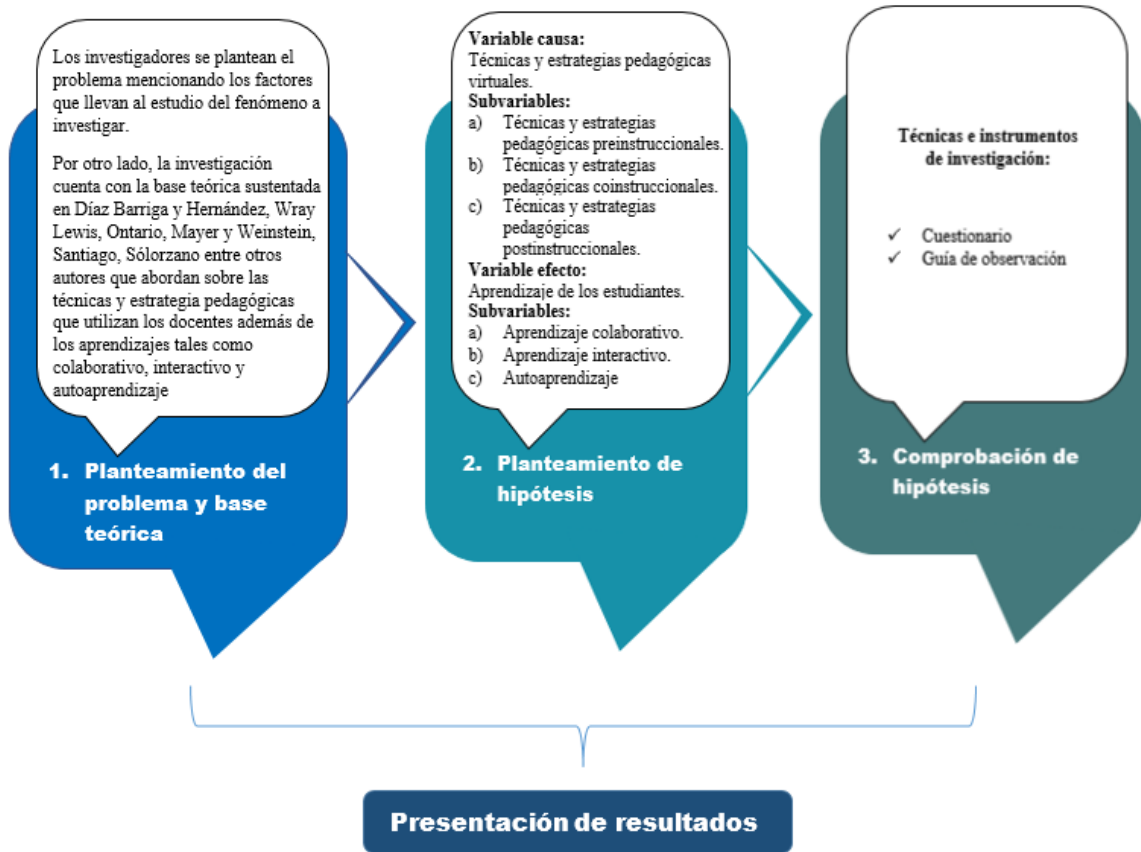 Los investigadores se plantean el
problema mencionando los factores
que llevan al estudio del fenómeno a
investigar.
Por otro lado, la investigación
cuenta con la base teórica sustentada
en Díaz Barriga y Hernández, Wray
Lewis, Ontario, Mayer y Weinstein,
Santiago, Sólorzano entre otros
autores que abordan sobre las
técnicas y estrategia pedagógicas
que utilizan los docentes además de
los aprendizajes tales como
colaborativo, interactivo y
autoaprendizaje
1. Planteamiento del
problema y base
teórica
Variable causa:
Técnicas y estrategias pedagógicas
virtuales.
Subvariables:
a) Técnicas y estrategias
pedagógicas preinstruccionales.
b) Técnicas y estrategias
pedagógicas coinstruccionales.
c) Técnicas y estrategias
pedagógicas
postinstruccionales.
Variable efecto:
Aprendizaje de los estudiantes.
Subvariables:
a) Aprendizaje colaborativo.
b) Aprendizaje interactivo.
c) Autoaprendizaje
2. Planteamiento de
hipótesis
Técnicas e instrumentos
de investigación:
✓ Cuestionario
✓ Guía de observación
3. Comprobación de
hipótesis
Presentación de resultados